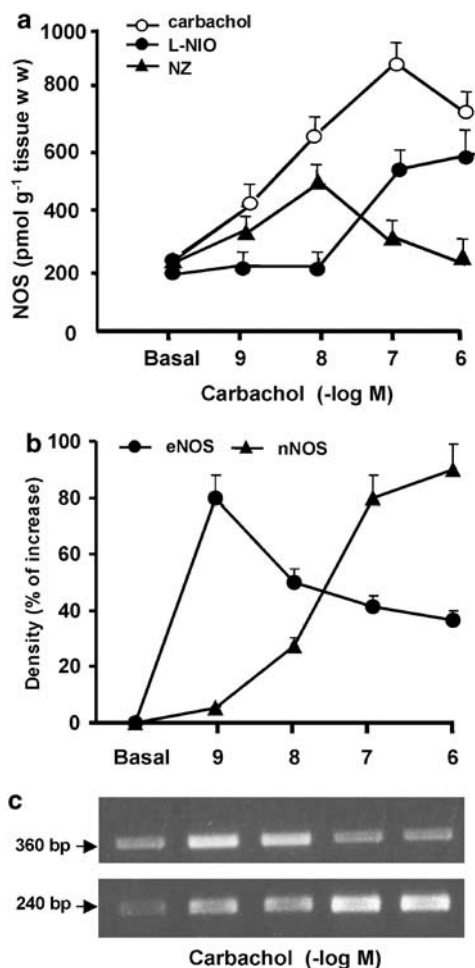 a
carbachol
L-NIO
NZ
NOS (pmol g⁻¹ tissue w w)
1000
800
600
400
200
0
Basal 9 8 7 6
Carbachol (-log M)
b
eNOS nNOS
Density (% of increase)
100
80
60
40
20
0
Basal 9 8 7 6
c
360 bp
240 bp
Carbachol (-log M)